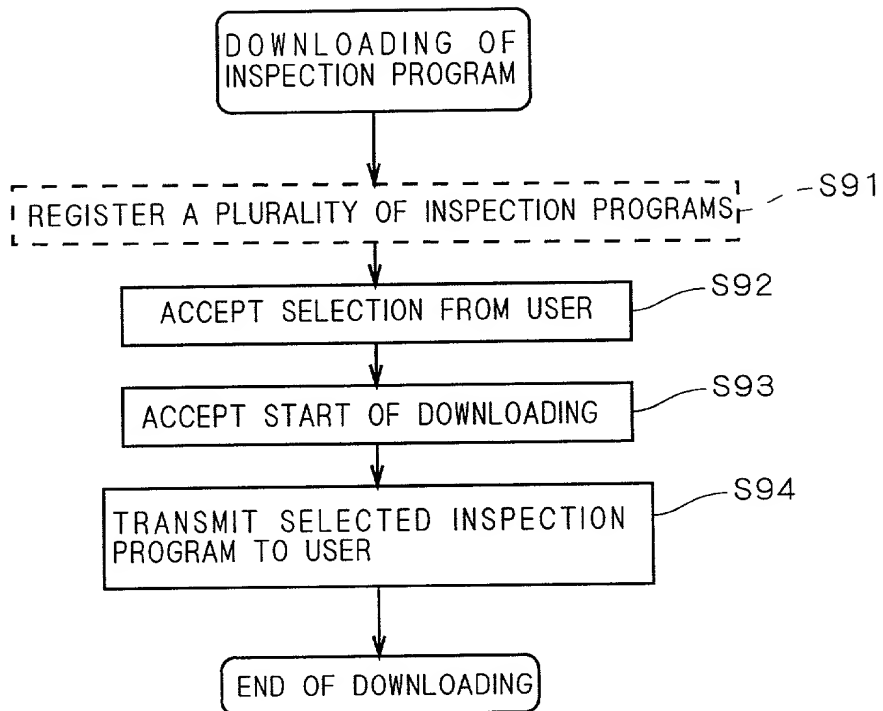 DOWNLOADING OF
INSPECTION PROGRAM
REGISTER A PLURALITY OF INSPECTION PROGRAMS
S91
ACCEPT SELECTION FROM USER
S92
ACCEPT START OF DOWNLOADING
S93
TRANSMIT SELECTED INSPECTION
PROGRAM TO USER
S94
END OF DOWNLOADING